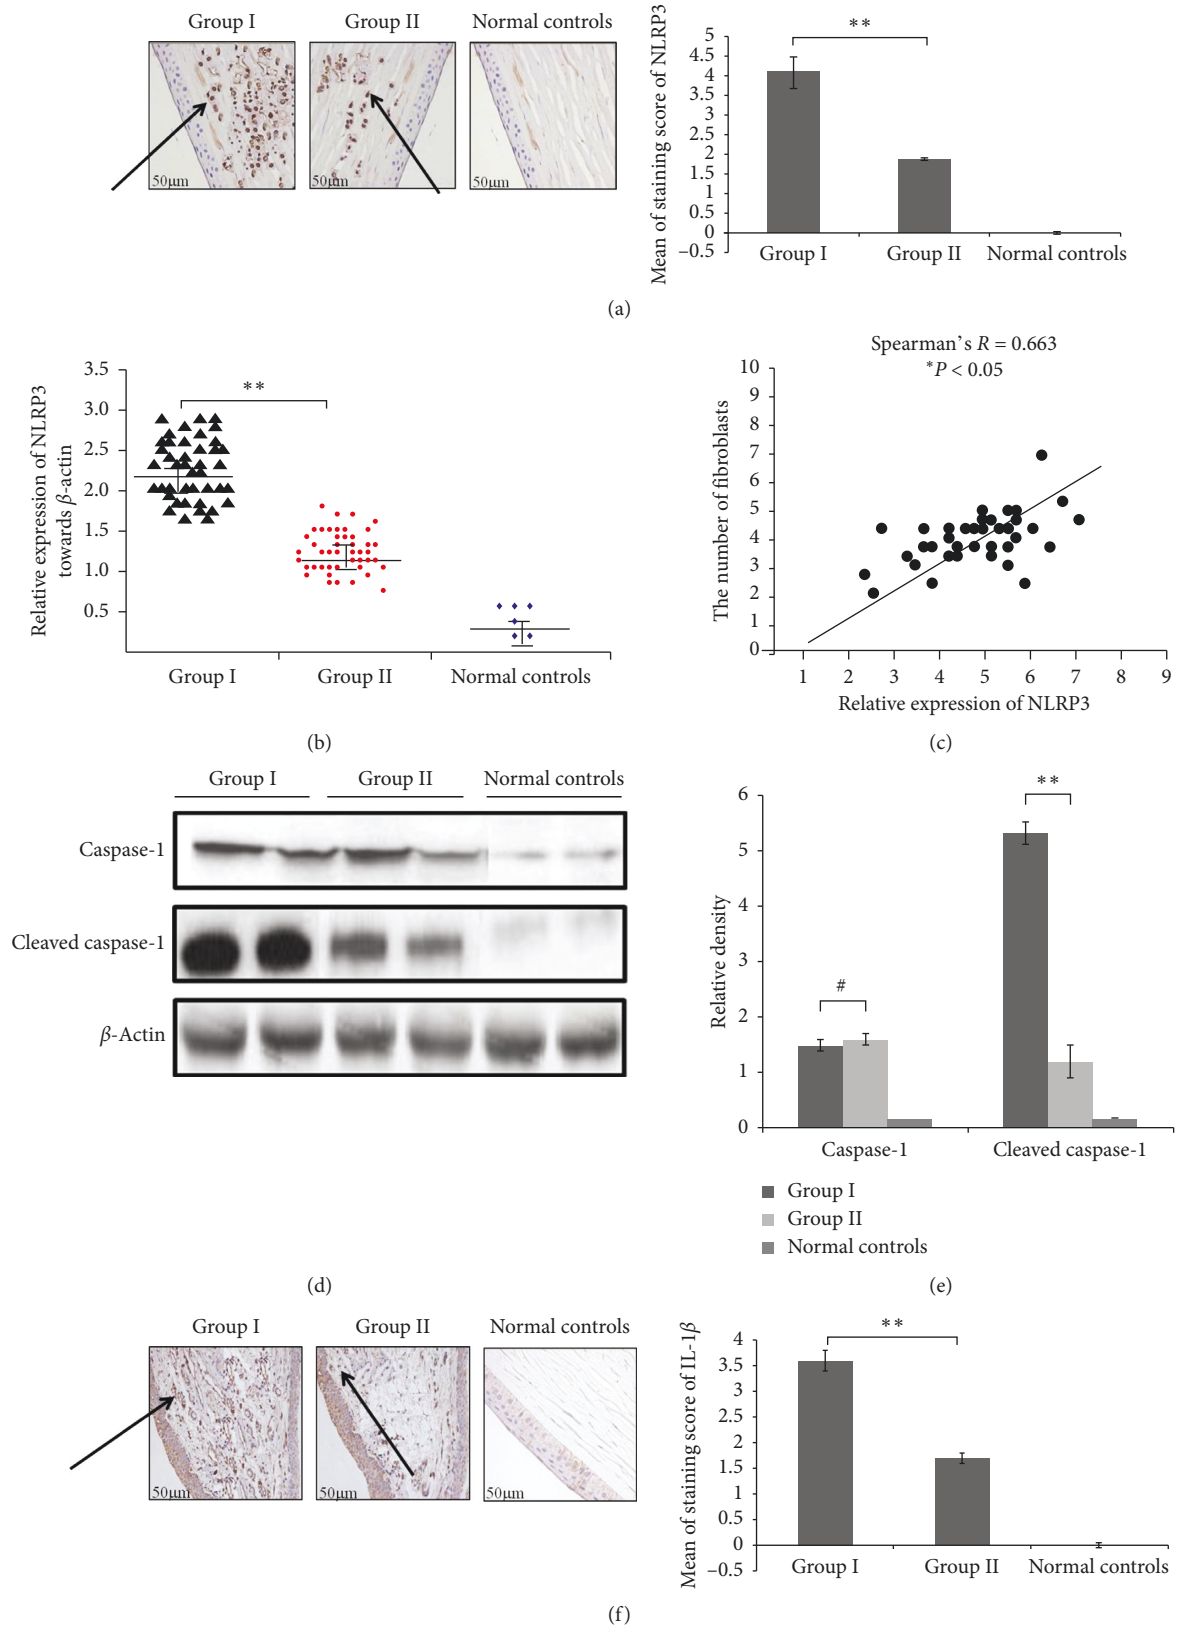 Group I
Group II
Normal controls
50μm
50μm
50μm
Mean of staining score of NLRP3
5
4.5
4
3.5
3
2.5
2
1.5
1
0.5
0
−0.5
**
Group I
Group II
Normal controls
(a)
Relative expression of NLRP3
towards β-actin
3.5
3.0
2.5
2.0
1.5
1.0
0.5
**
Group I
Group II
Normal controls
(b)
Spearman's R = 0.663
*P < 0.05
The number of fibroblasts
10
9
8
7
6
5
4
3
2
1
0
1 2 3 4 5 6 7 8 9
Relative expression of NLRP3
(c)
Group I
Group II
Normal controls
Caspase-1
Cleaved caspase-1
β-Actin
(d)
Relative density
6
5
4
3
2
1
0
#
**
Caspase-1
Cleaved caspase-1
Group I
Group II
Normal controls
(e)
Group I
Group II
Normal controls
50μm
50μm
50μm
Mean of staining score of IL-1β
4
3.5
3
2.5
2
1.5
1
0.5
0
−0.5
**
Group I
Group II
Normal controls
(f)